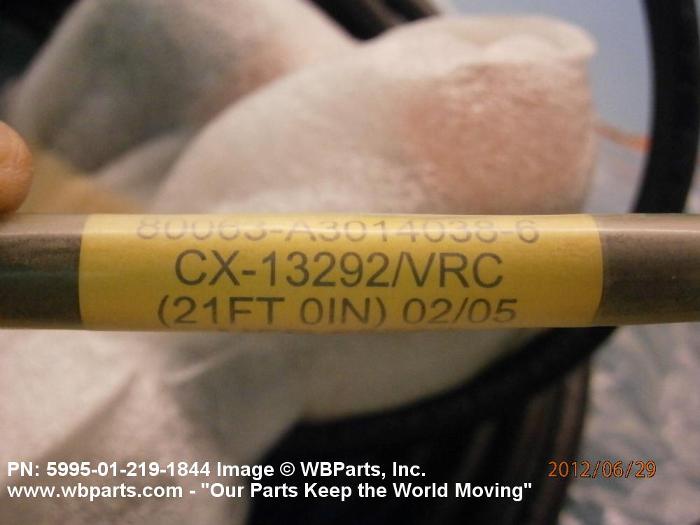 80063-A3014038-6
CX-13292/VRC
(21FT 0IN) 02/05
PN: 5995-01-219-1844 Image © WBParts, Inc.
2012/06/29
www.wbparts.com - "Our Parts Keep the World Moving"